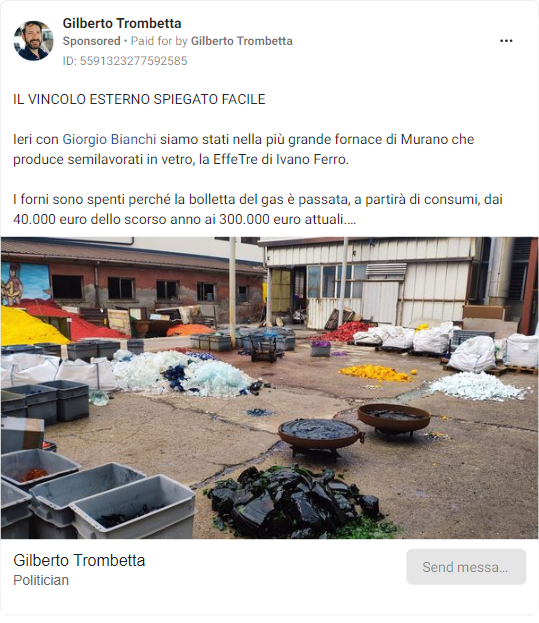 Gilberto Trombetta
Sponsored • Paid for by Gilberto Trombetta
ID: 5591323277592585
IL VINCOLO ESTERNO SPIEGATO FACILE
Ieri con Giorgio Bianchi siamo stati nella più grande fornace di Murano che
produce semilavorati in vetro, la EffeTre di Ivano Ferro.
I forni sono spenti perché la bolletta del gas è passata, a partirà di consumi, dai
40.000 euro dello scorso anno ai 300.000 euro attuali....
Gilberto Trombetta
Politician
Send messa...